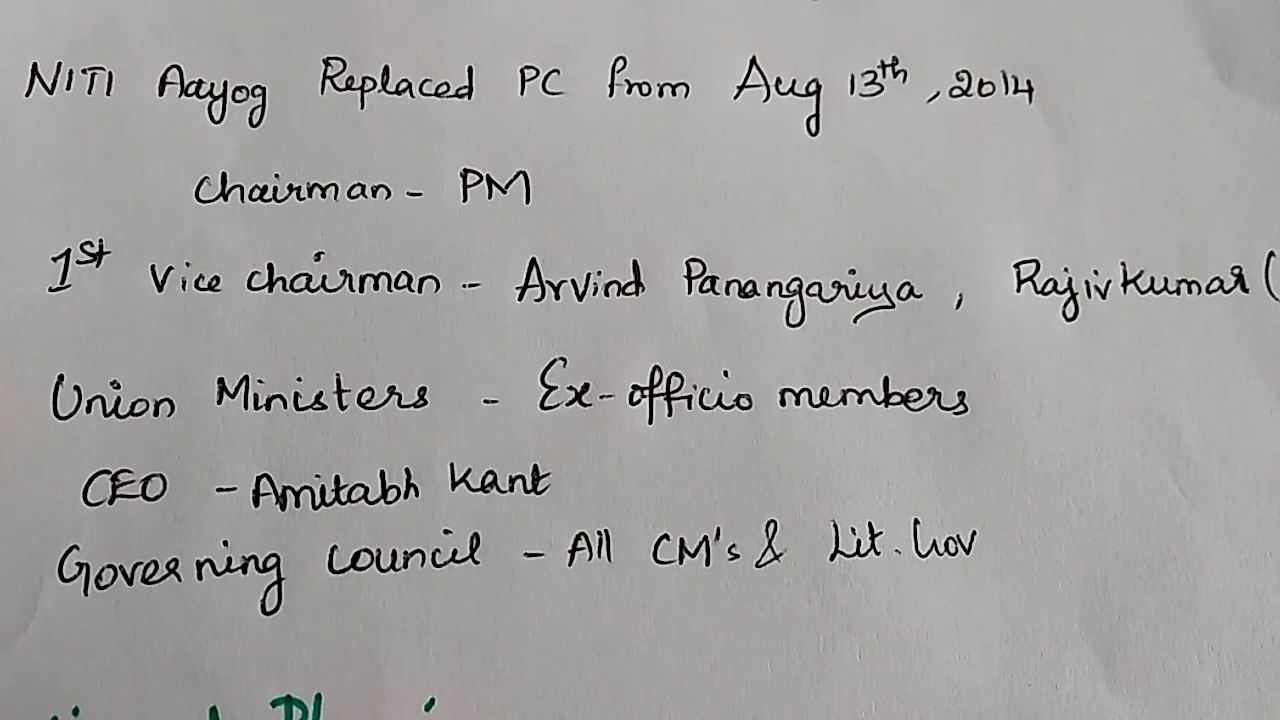 NITI Aayog Replaced PC from Aug 13th, 2014
Chairman - PM
1st Vice chairman - Arvind Panangariya, Rajiv Kumar (
Union Ministers - Ex-officio members
CEO - Amitabh Kant
Governing Council - All CM's & Lit. Gov